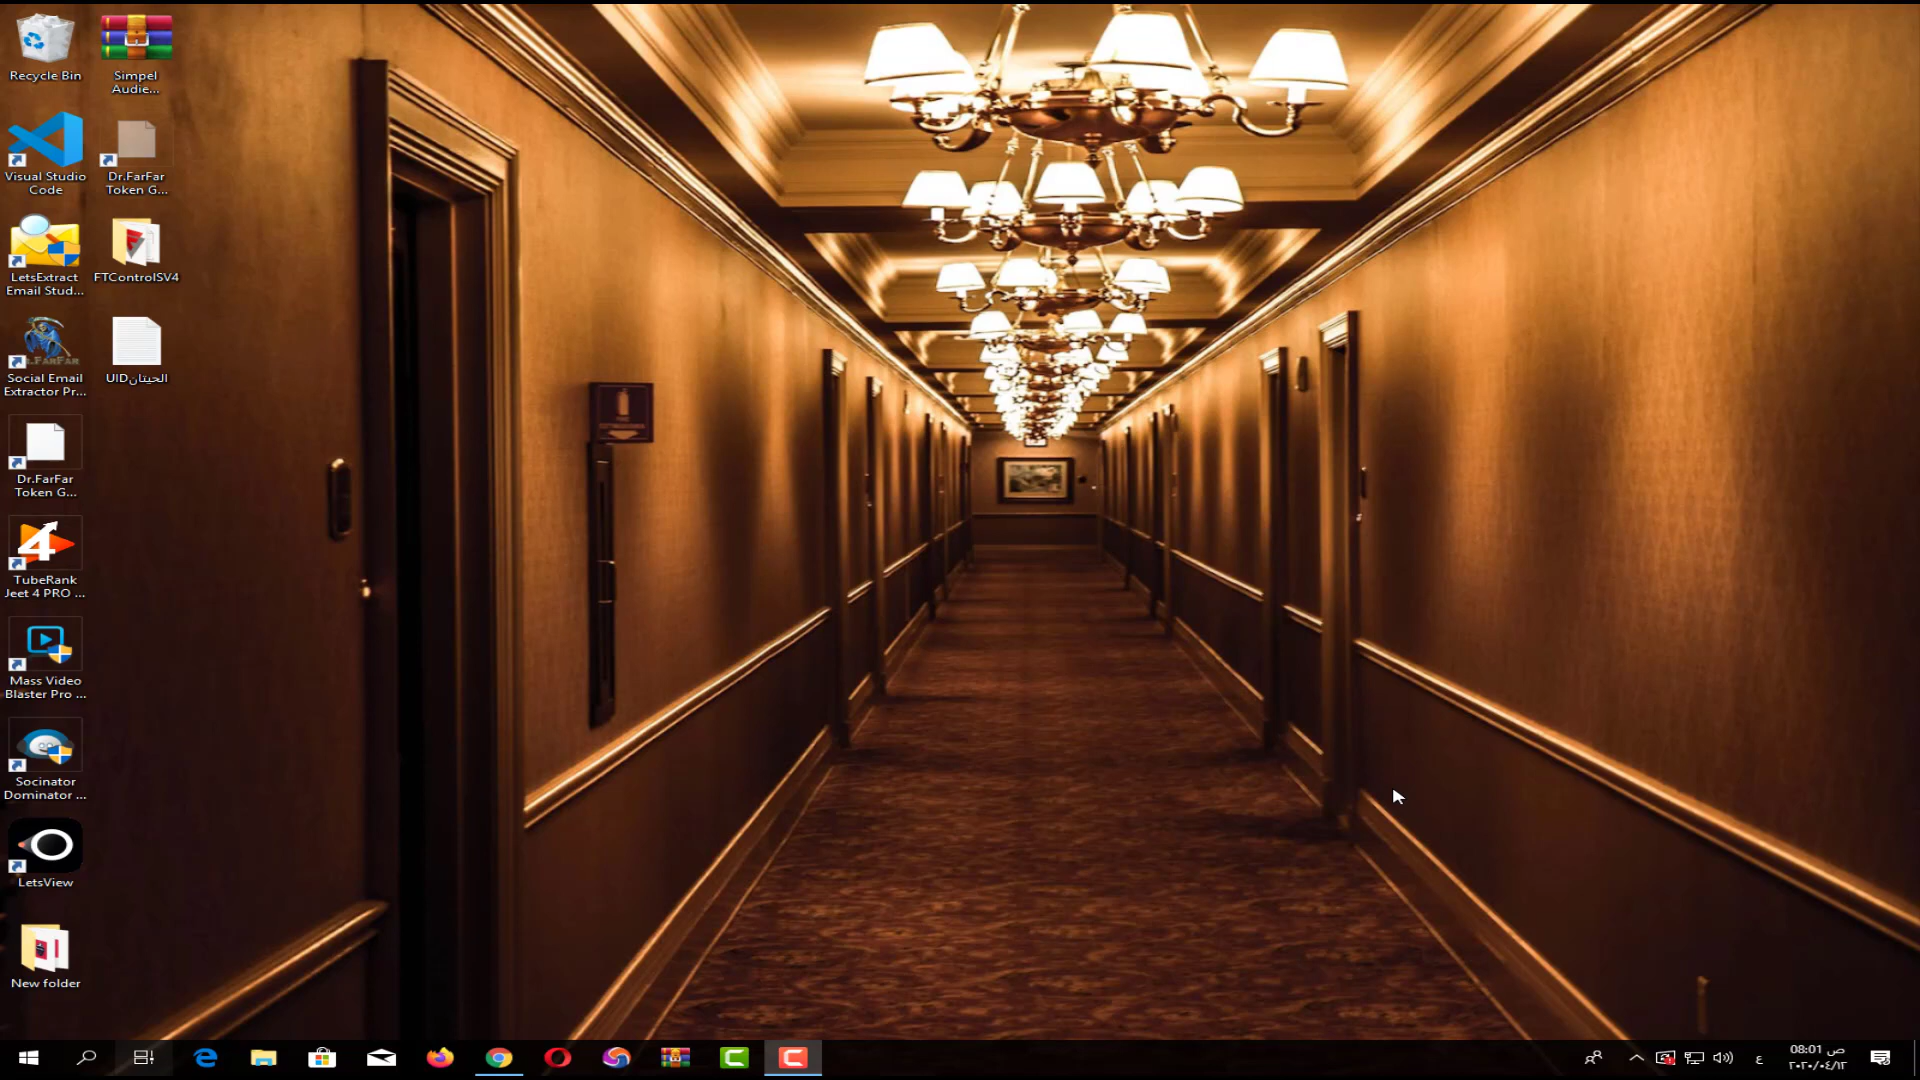 Recycle Bin
Simpel
Audie...
Visual Studio
Code
Dr.FarFar
Token G...
LetsExtract
Email Stud...
FTControlSV4
Social Email
Extractor Pr...
UIDالحيتان
Dr.FarFar
Token G...
TubeRank
Jeet 4 PRO ...
Mass Video
Blaster Pro ...
Socinator
Dominator ...
LetsView
New folder
ع
08:01 ص
٢٠٢٠/٠٤/١٢